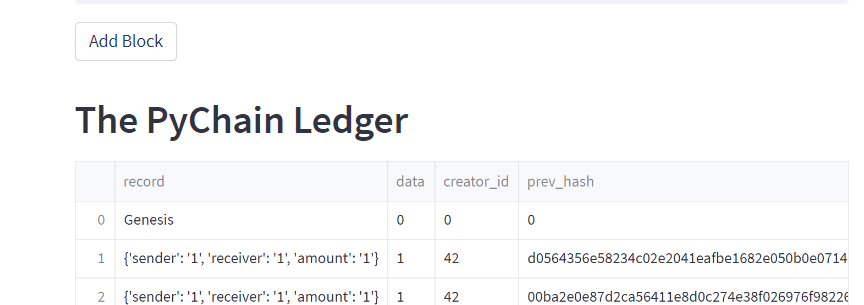 Add Block
The PyChain Ledger
record data creator_id prev_hash
0 Genesis 0 0 0
1 {'sender': '1', 'receiver': '1', 'amount': '1'} 1 42 d0564356e58234c02e2041eafbe1682e050b0e0714
2 {'sender': '1', 'receiver': '1', 'amount': '1'} 1 42 00ba2e0e87d2ca56411e8d0c274e38f026976f98226